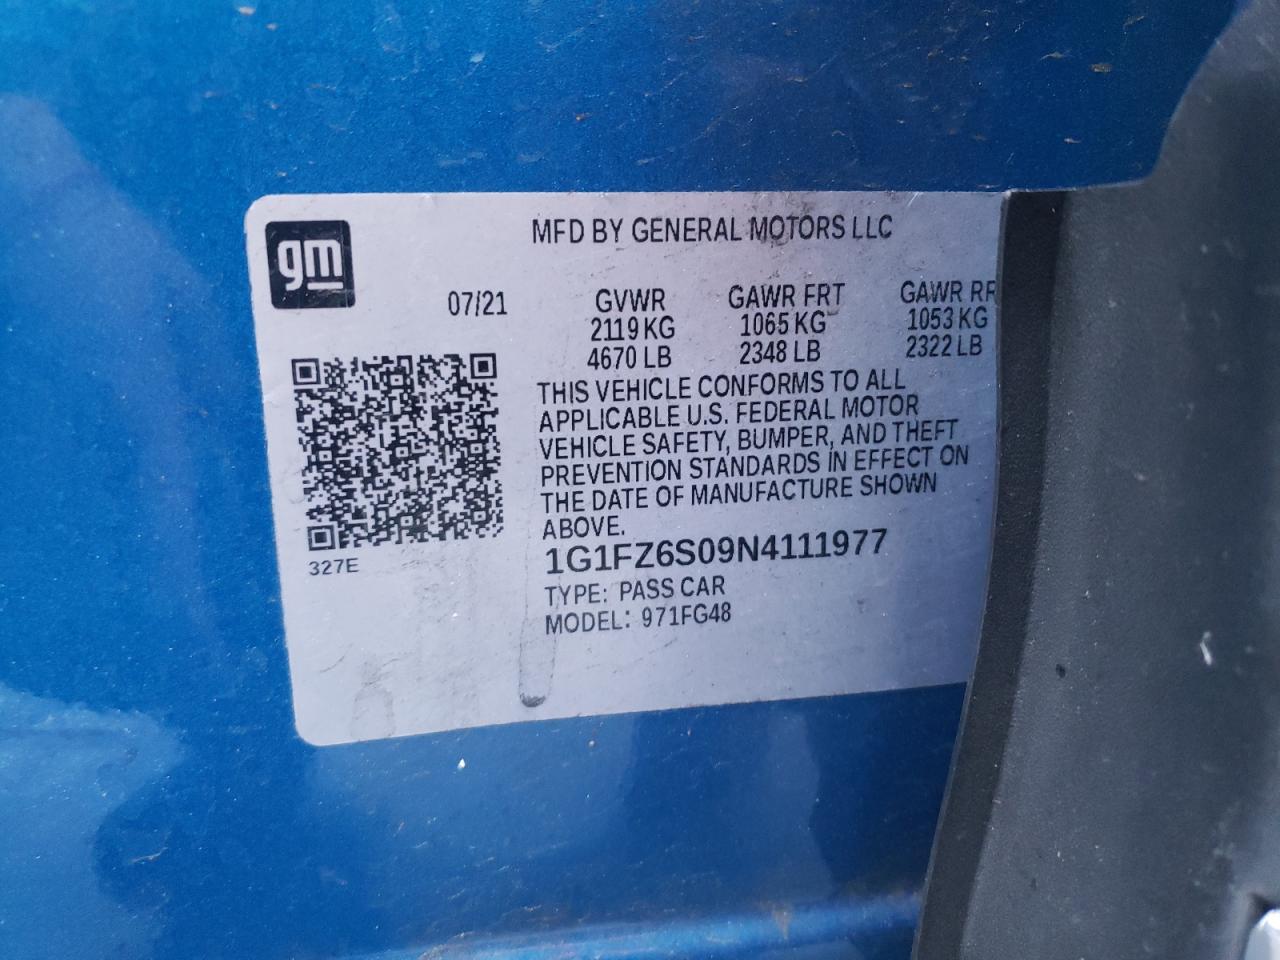 gm
MFD BY GENERAL MOTORS LLC
07/21 GVWR GAWR FRT GAWR RR
2119 KG 1065 KG 1053 KG
4670 LB 2348 LB 2322 LB
THIS VEHICLE CONFORMS TO ALL
APPLICABLE U.S. FEDERAL MOTOR
VEHICLE SAFETY, BUMPER, AND THEFT
PREVENTION STANDARDS IN EFFECT ON
THE DATE OF MANUFACTURE SHOWN
ABOVE.
1G1FZ6S09N4111977
327E
TYPE: PASS CAR
MODEL: 971FG48